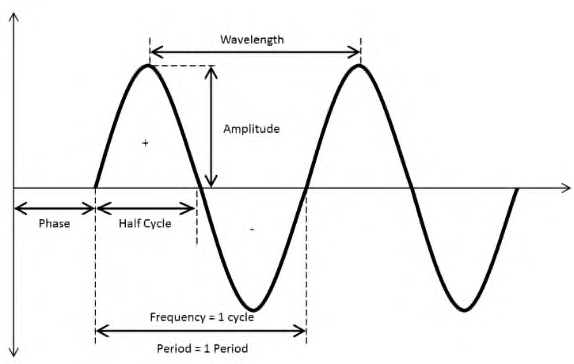 Wavelength
Amplitude
+
Phase
Half Cycle
-
Frequency = 1 cycle
Period = 1 Period